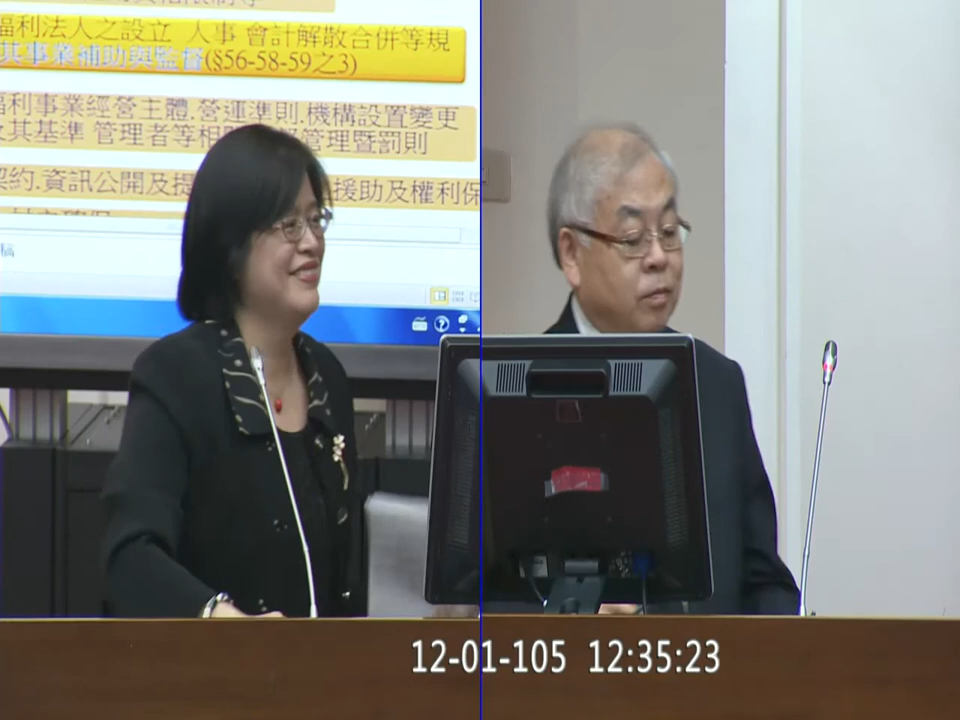 福利法人之設立 人事 會計解散合併等規
其事業補助與監督(§56-58-59之3)
福利事業經營主體.營運準則.機構設置變更
及其基準 管理者等相
管理暨罰則
契約.資訊公開及提
援助及權利保
12-01-105 12:35:23